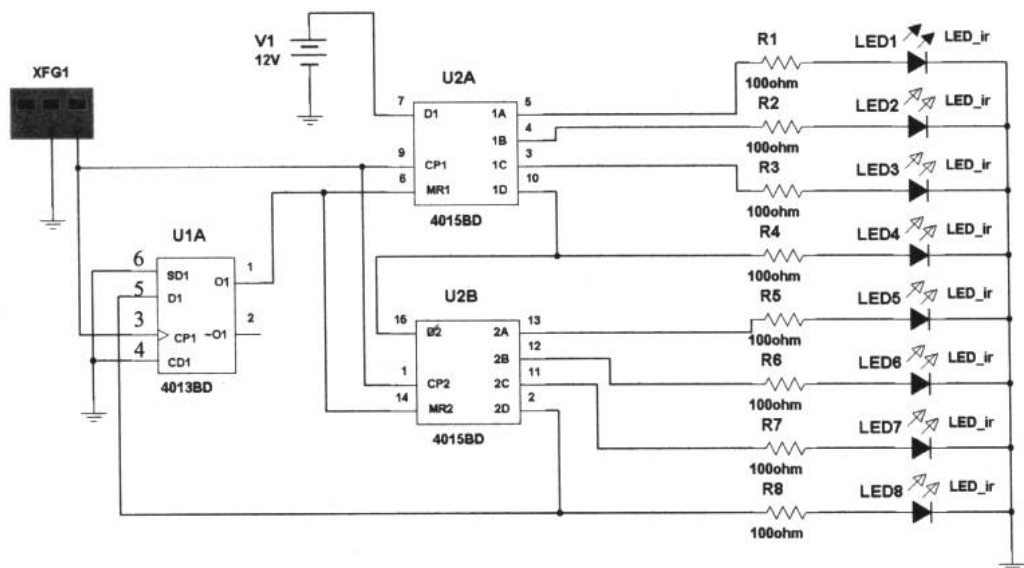 XFG1
V1
12V
U2A
7 D1 1A 5
1B 4
9 CP1 1C 3
6 MR1 1D 10
4015BD
U1A
6 SD1 O1 1
5 D1
3 CP1 ~O1 2
4 CD1
4013BD
U2B
16 Ø2 2A 13
2B 12
1 CP2 2C 11
14 MR2 2D 2
4015BD
R1
100ohm
LED1 LED_ir
R2
100ohm
LED2 LED_ir
R3
100ohm
LED3 LED_ir
R4
100ohm
LED4 LED_ir
R5
100ohm
LED5 LED_ir
R6
100ohm
LED6 LED_ir
R7
100ohm
LED7 LED_ir
R8
100ohm
LED8 LED_ir